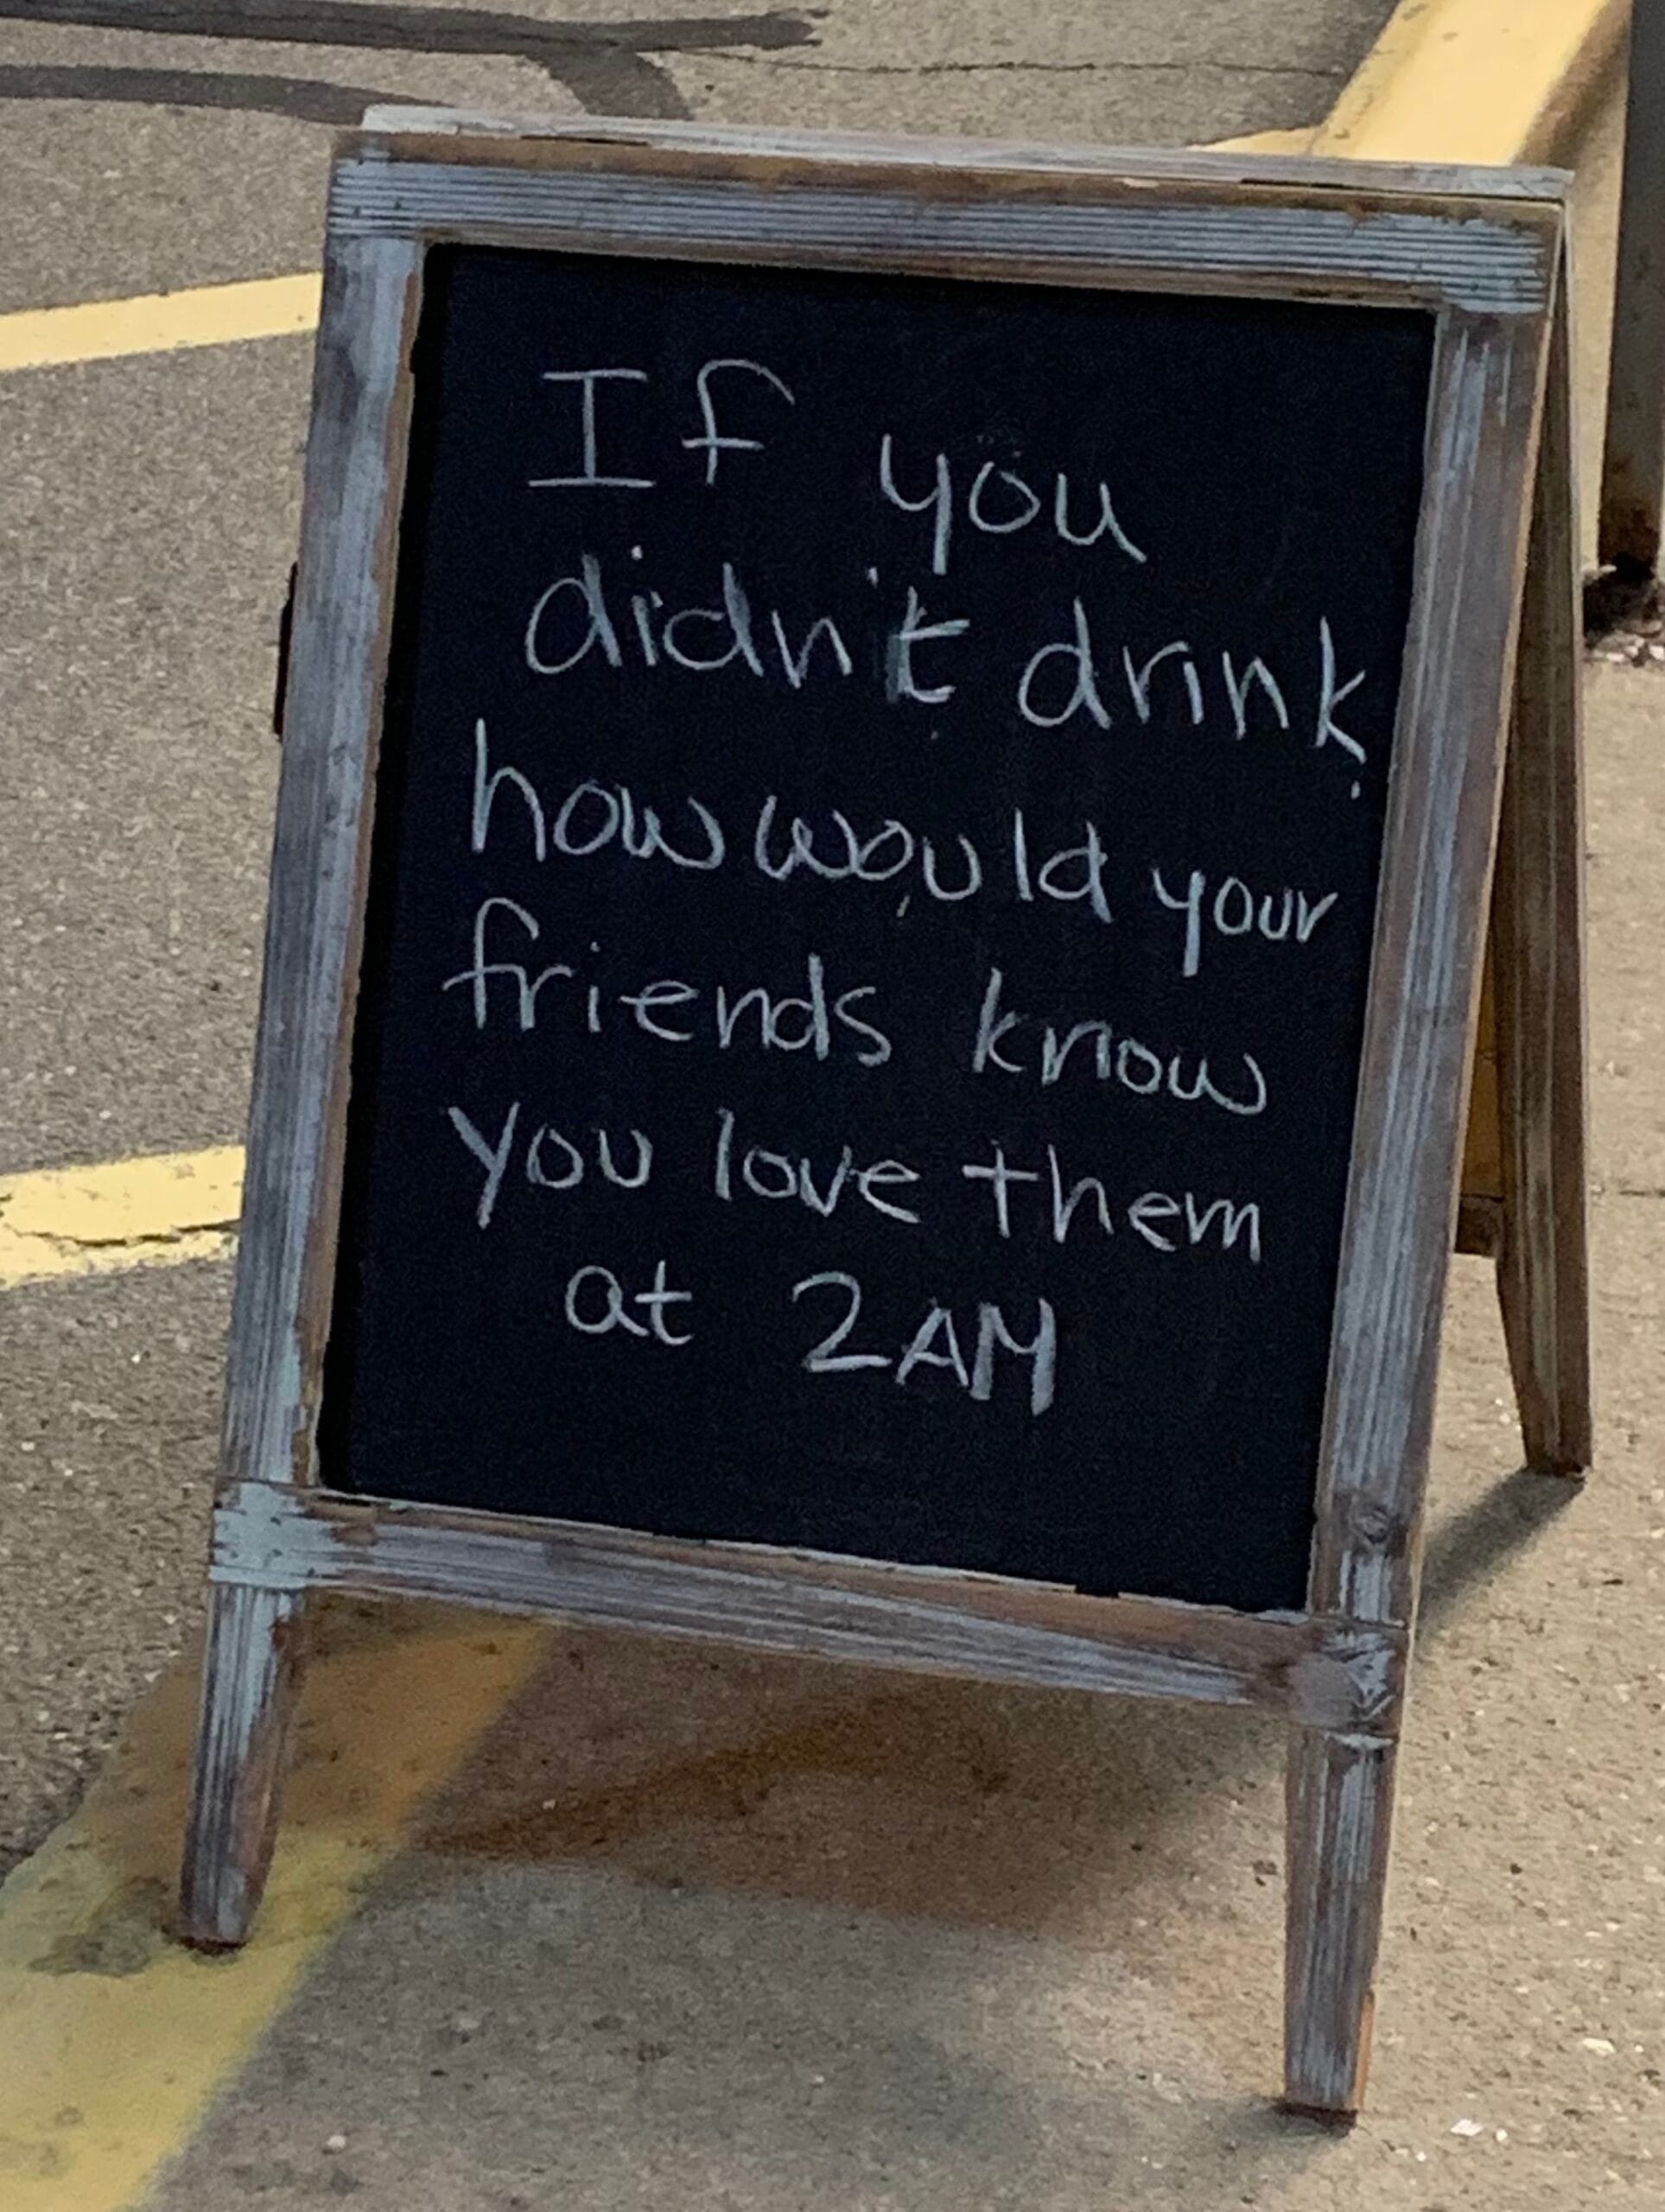 If you
didn't drink
how would your
friends know
you love them
at 2AM